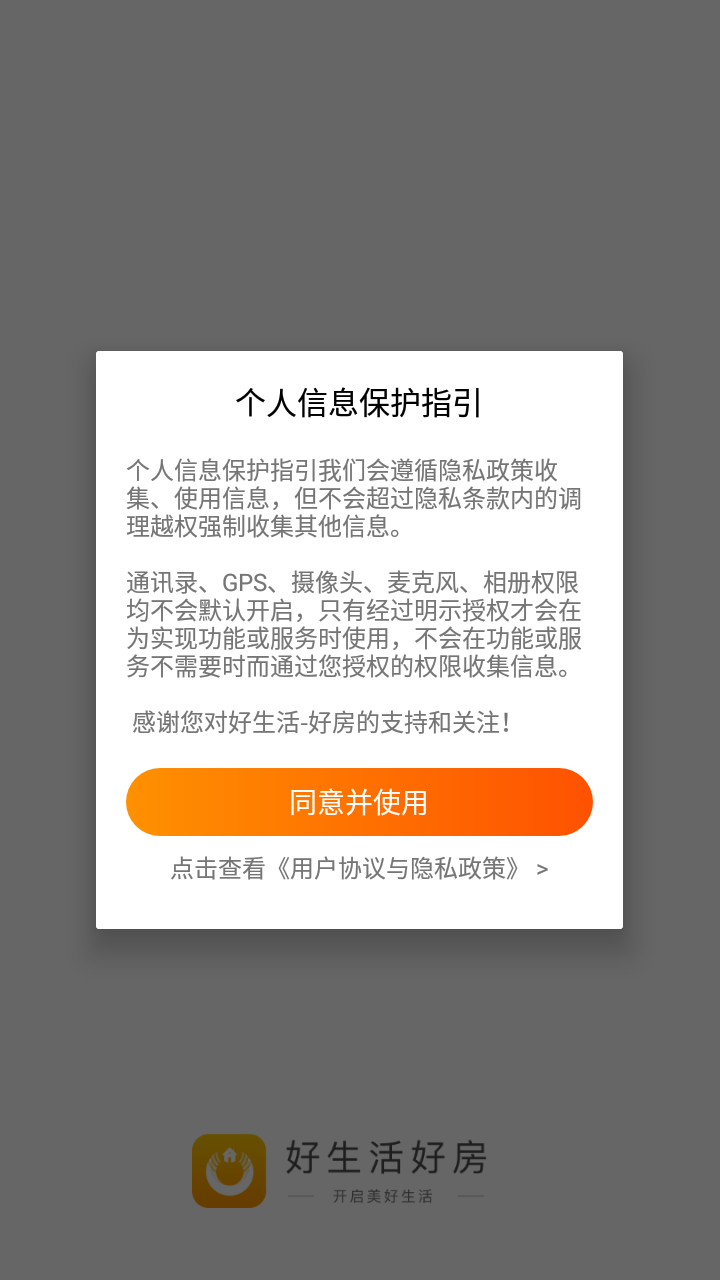 个人信息保护指引
个人信息保护指引我们会遵循隐私政策收
集、使用信息，但不会超过隐私条款内的调
理越权强制收集其他信息。
通讯录、GPS、摄像头、麦克风、相册权限
均不会默认开启，只有经过明示授权才会在
为实现功能或服务时使用，不会在功能或服
务不需要时而通过您授权的权限收集信息。
感谢您对好生活-好房的支持和关注！
同意并使用
点击查看《用户协议与隐私政策》 >
好生活好房
开启美好生活